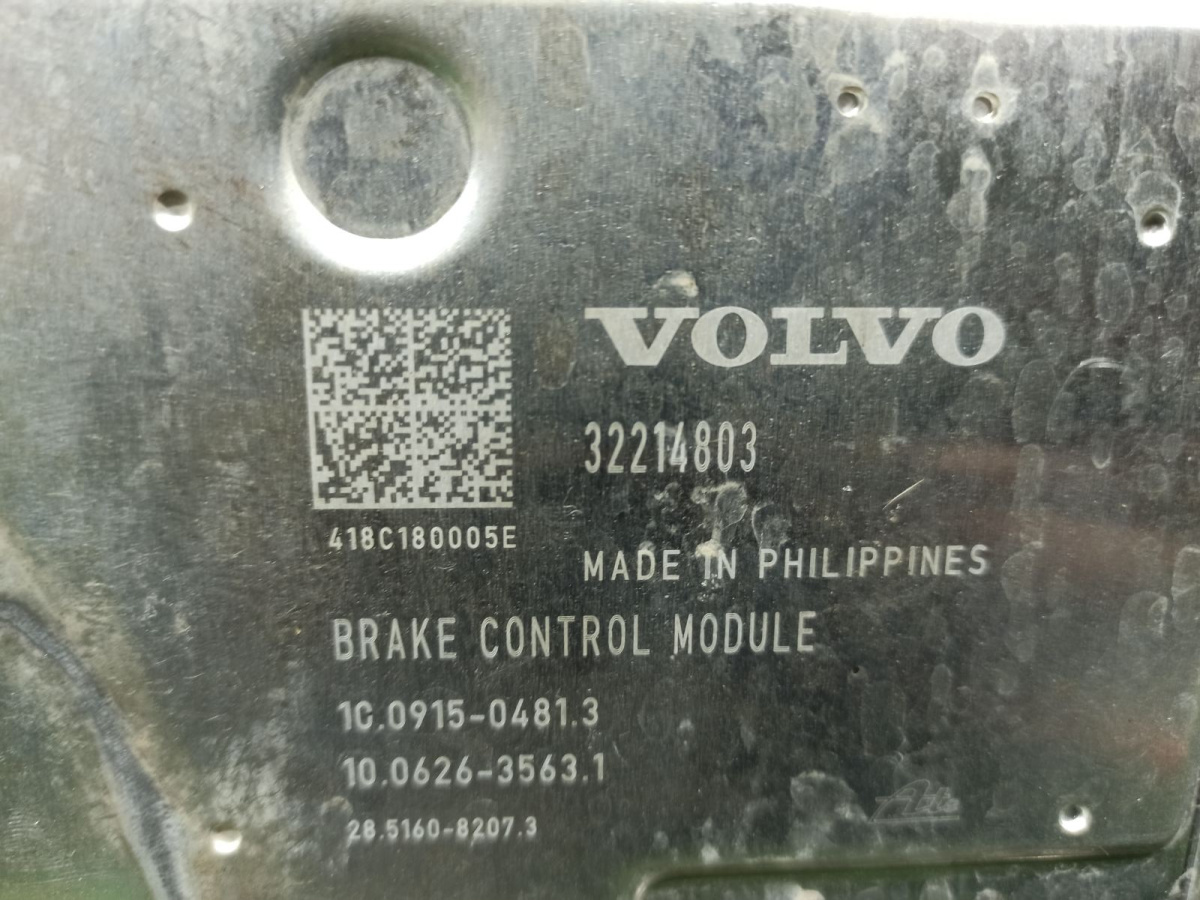 VOLVO
32214803
418C180005E
MADE IN PHILIPPINES
BRAKE CONTROL MODULE
10.0915-0481.3
10.0626-3563.1
28.5160-8207.3
Ate